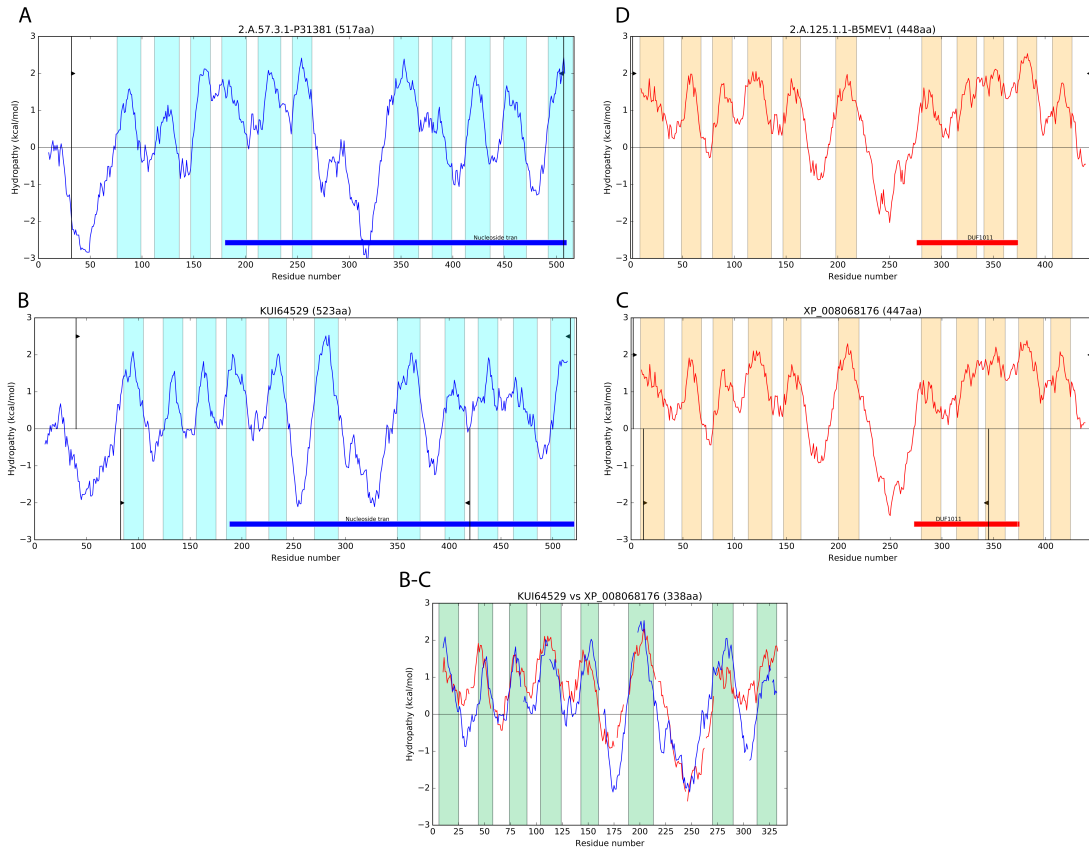 A
2.A.57.3.1-P31381 (517aa)
Hydropathy (kcal/mol)
3
2
1
0
−1
−2
−3
Nucleoside tran
0 50 100 150 200 250 300 350 400 450 500
Residue number
D
2.A.125.1.1-B5MEV1 (448aa)
Hydropathy (kcal/mol)
3
2
1
0
−1
−2
−3
DUF1011
0 50 100 150 200 250 300 350 400
Residue number
B
KUI64529 (523aa)
Hydropathy (kcal/mol)
3
2
1
0
−1
−2
−3
Nucleoside tran
0 50 100 150 200 250 300 350 400 450 500
Residue number
C
XP_008068176 (447aa)
Hydropathy (kcal/mol)
3
2
1
0
−1
−2
−3
DUF1011
0 50 100 150 200 250 300 350 400
Residue number
B-C
KUI64529 vs XP_008068176 (338aa)
Hydropathy (kcal/mol)
3
2
1
0
−1
−2
−3
0 25 50 75 100 125 150 175 200 225 250 275 300 325
Residue number